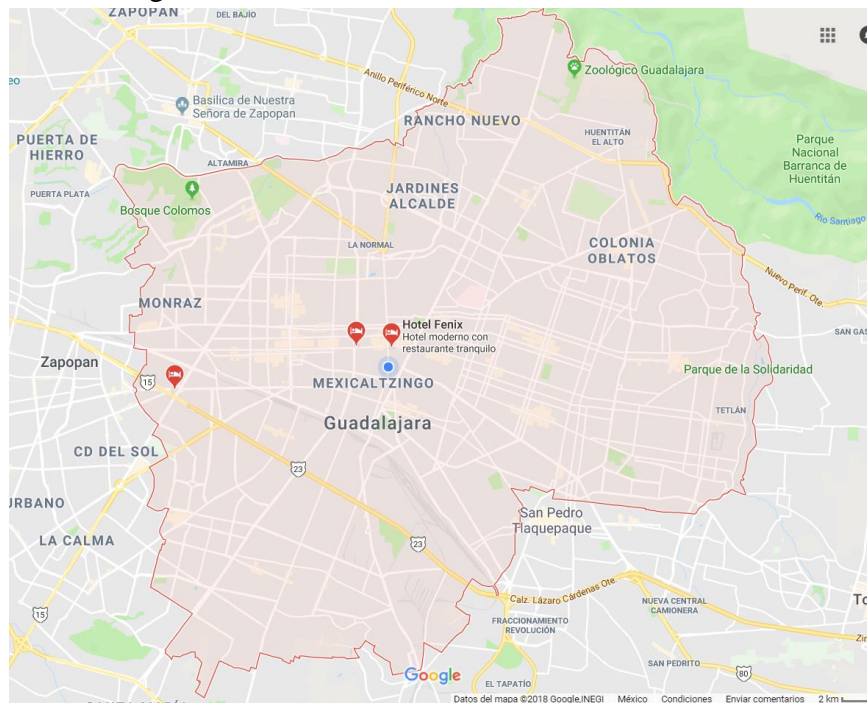 ZAPOPAN
DEL BAJÍO
Zoológico Guadalajara
Anillo Periférico Norte
Basilica de Nuestra
Señora de Zapopan
RANCHO NUEVO
HUENTITÁN
EL ALTO
PUERTA DE
HIERRO
Parque
Nacional
Barranca de
Huentitán
ALTAMIRA
PUERTA PLATA
JARDINES
ALCALDE
Bosque Colomos
Río Santiago
LA NORMAL
COLONIA
OBLATOS
Nuevo Perif. Ote.
MONRAZ
Hotel Fenix
Hotel moderno con
restaurante tranquilo
SAN GAS
Zapopan
Parque de la Solidaridad
15
MEXICALTZINGO
TETLÁN
Guadalajara
CD DEL SOL
23
URBANO
San Pedro
Tlaquepaque
LA CALMA
23
Calz. Lázaro Cárdenas Ote.
NUEVA CENTRAL
CAMIONERA
To
15
FRACCIONAMIENTO
REVOLUCIÓN
SAN PEDRITO
80
Google
EL TAPATÍO
Datos del mapa ©2018 Google,INEGI México Condiciones Enviar comentarios 2 km